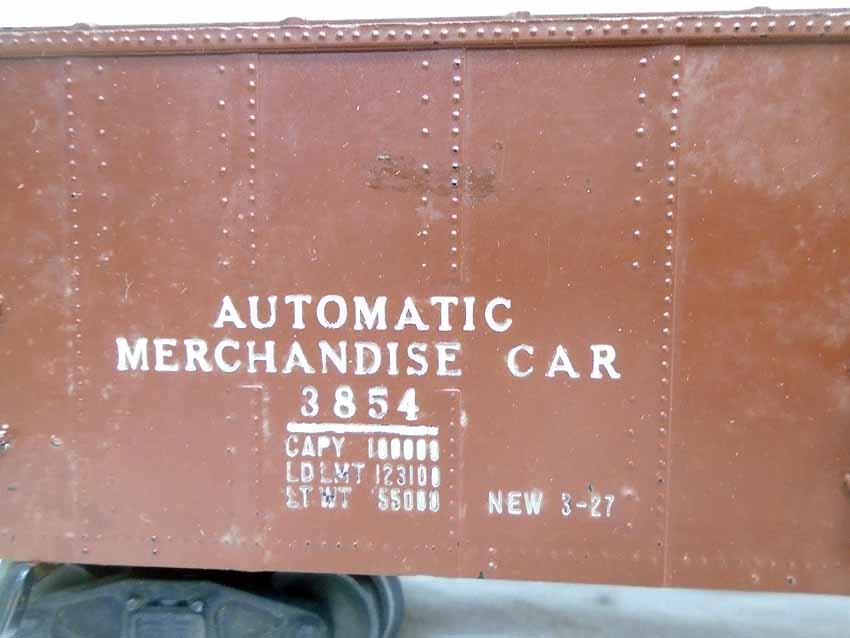 AUTOMATIC
MERCHANDISE CAR
3854
CAPY 100000
LD LMT 123100
LT WT 55000 NEW 3-27